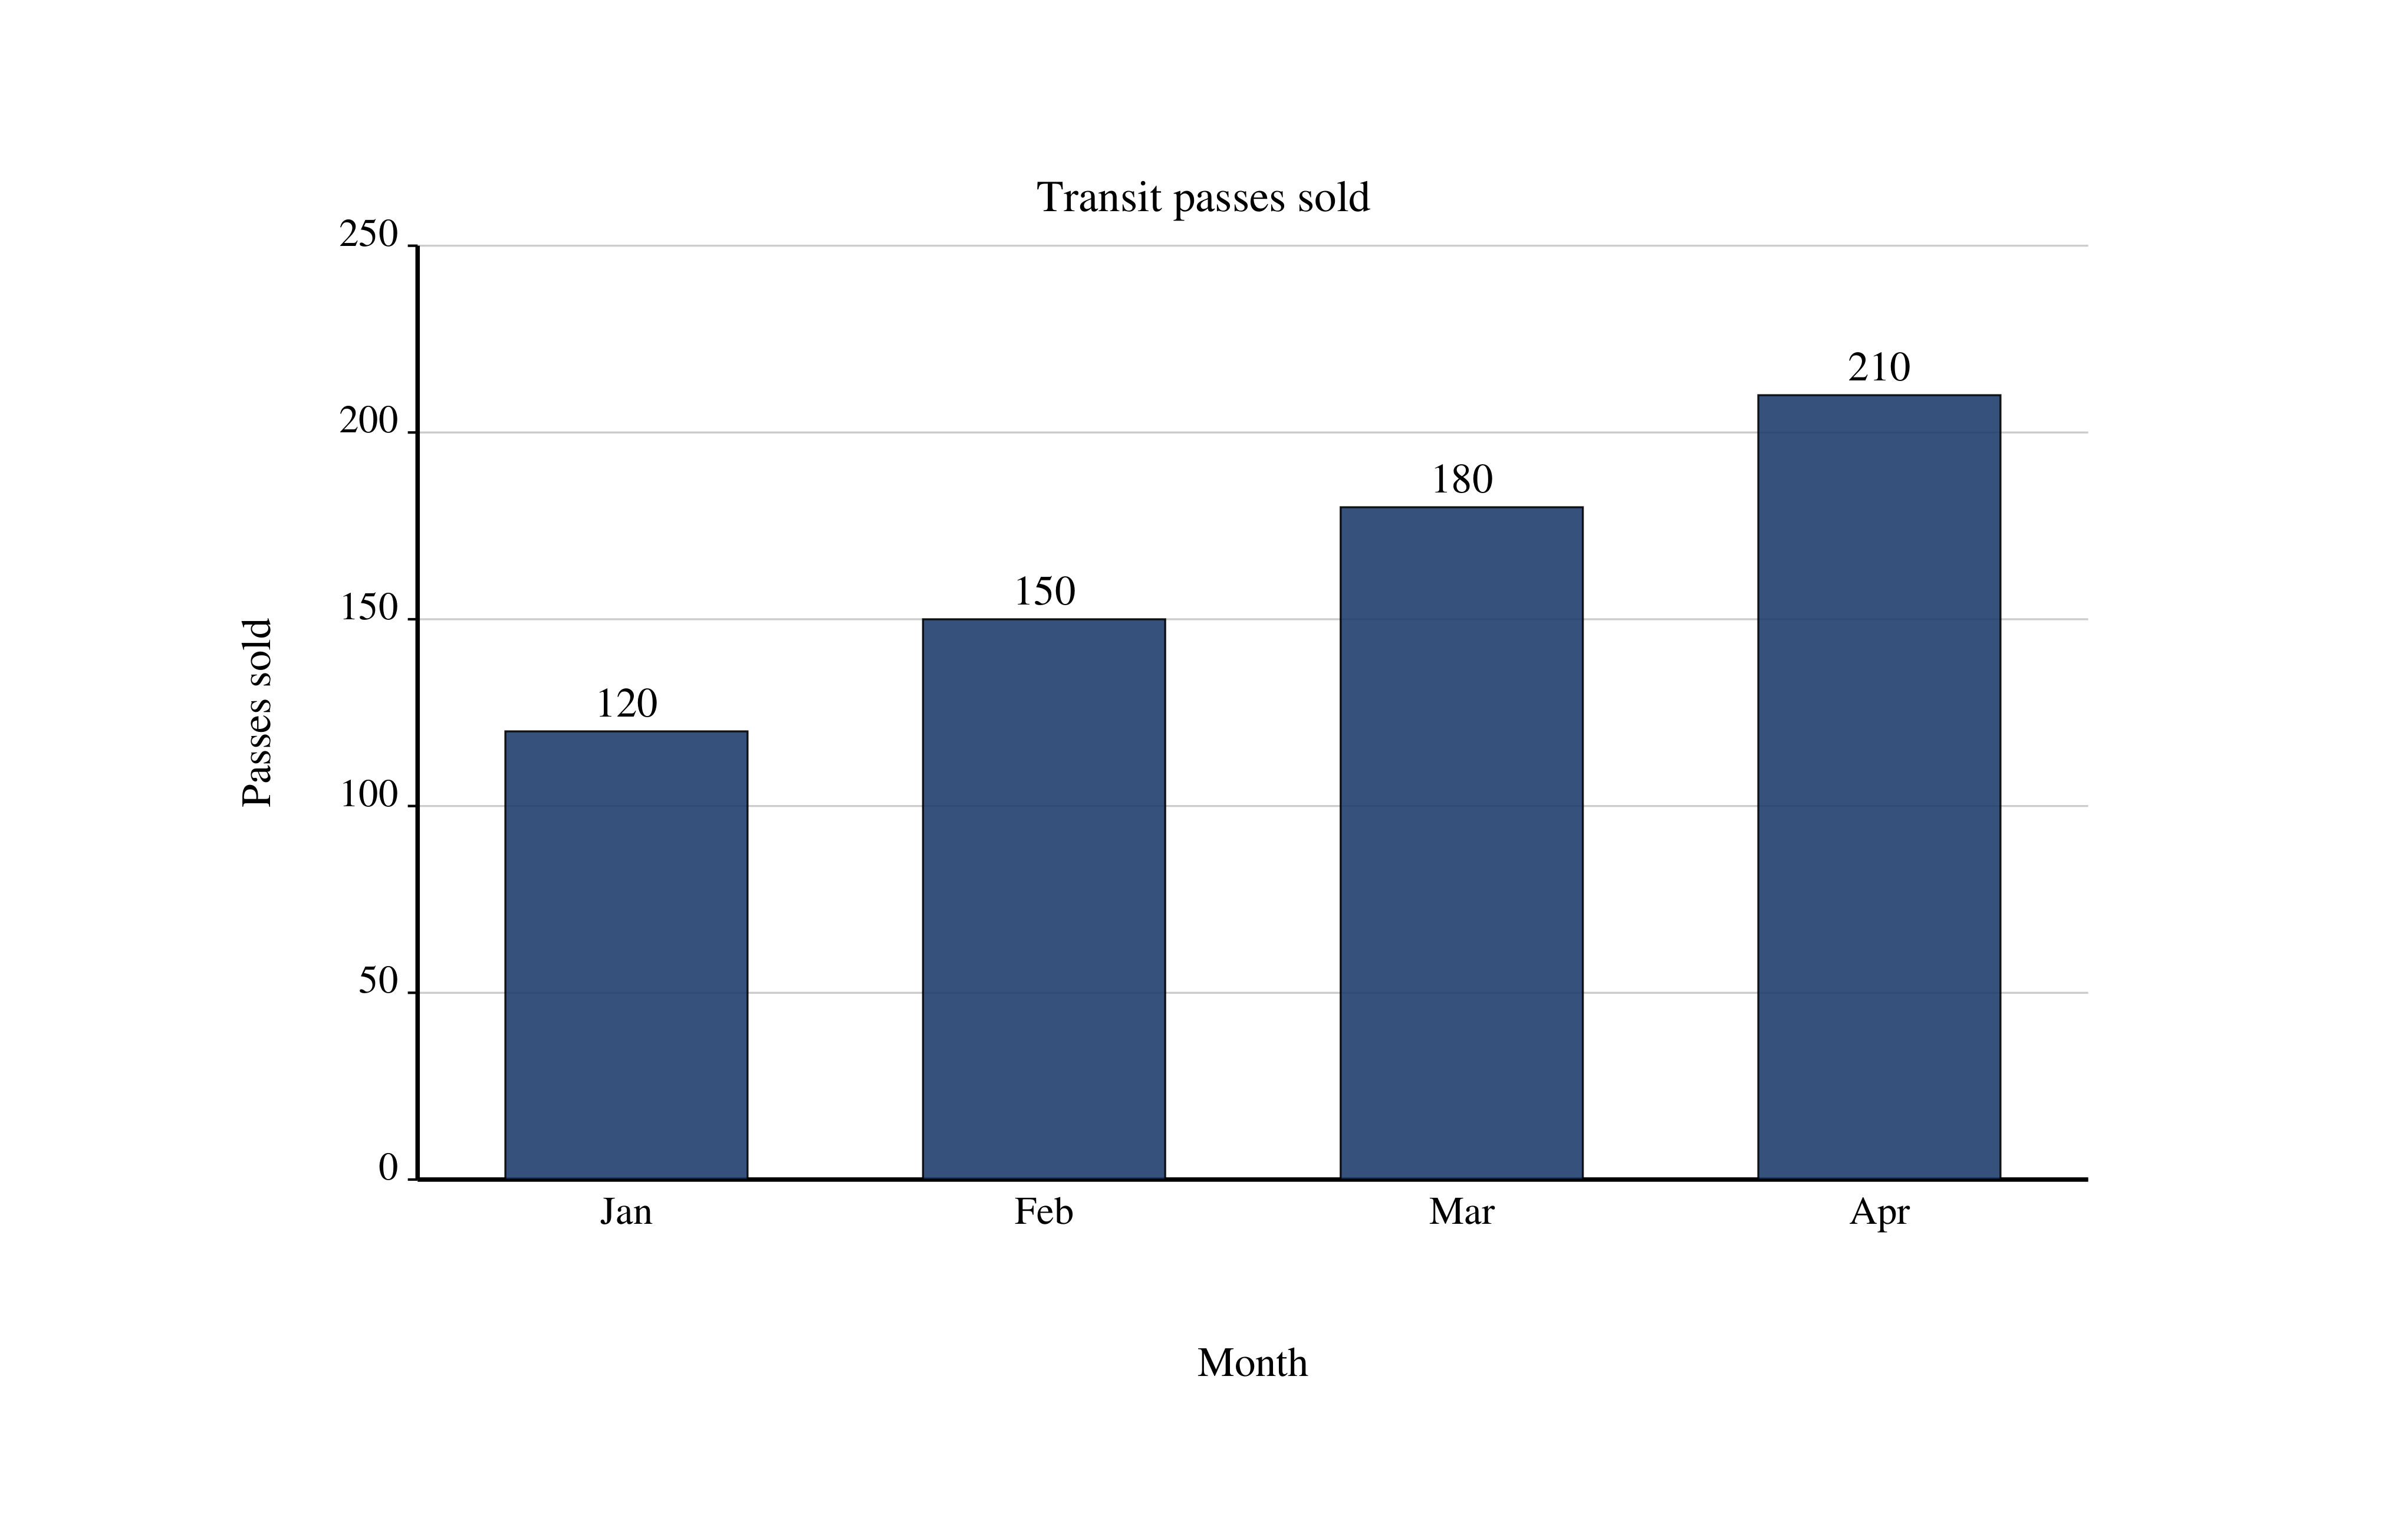 Transit passes sold
250
200
150
100
50
0
Passes sold
120
150
180
210
Jan
Feb
Mar
Apr
Month